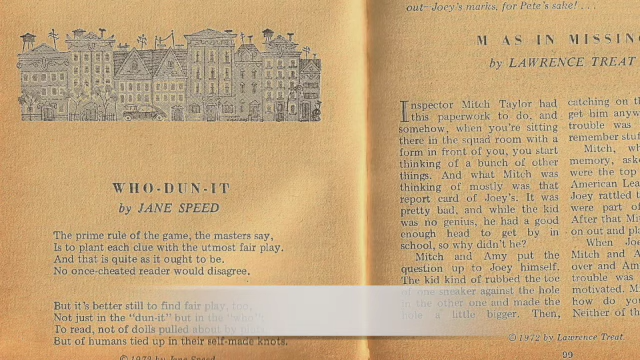 WHO-DUN-IT
by JANE SPEED
The prime rule of the game, the masters say,
Is to plant each clue with the utmost fair play.
And that is quite as it ought to be.
No once-cheated reader would disagree.
But it's better still to find fair play, too,
Not just in the "dun-it" but in the "who."
To read, not of dolls pulled about by
But of humans tied up in their self-made knots.
© 1972 by Jane Speed
out—Joey's marks, for Pete's sake! . . .
M AS IN MISSING
by LAWRENCE TREAT
Inspector Mitch Taylor had
this paperwork to do, and
somehow, when you're sitting
there in the squad room with a
form in front of you, you start
thinking of a bunch of other
things. And what Mitch was
thinking of mostly was that
report card of Joey's. It was
pretty bad, and while the kid
was no genius, he had a good
enough head to get by in
school, so why didn't he?
Mitch and Amy put the
question up to Joey himself.
The kid kind of rubbed the toe
of one sneaker against the hole
in the other one and made the
hole a little bigger. Then,
catching on
get him
trouble was
remember
Mitch,
memory,
were the top
American
Joey rattled
were part
After that
on out and
When
Mitch and
over and
trouble was
motivated.
how do
Neither of
© 1972 by Lawrence Treat
99